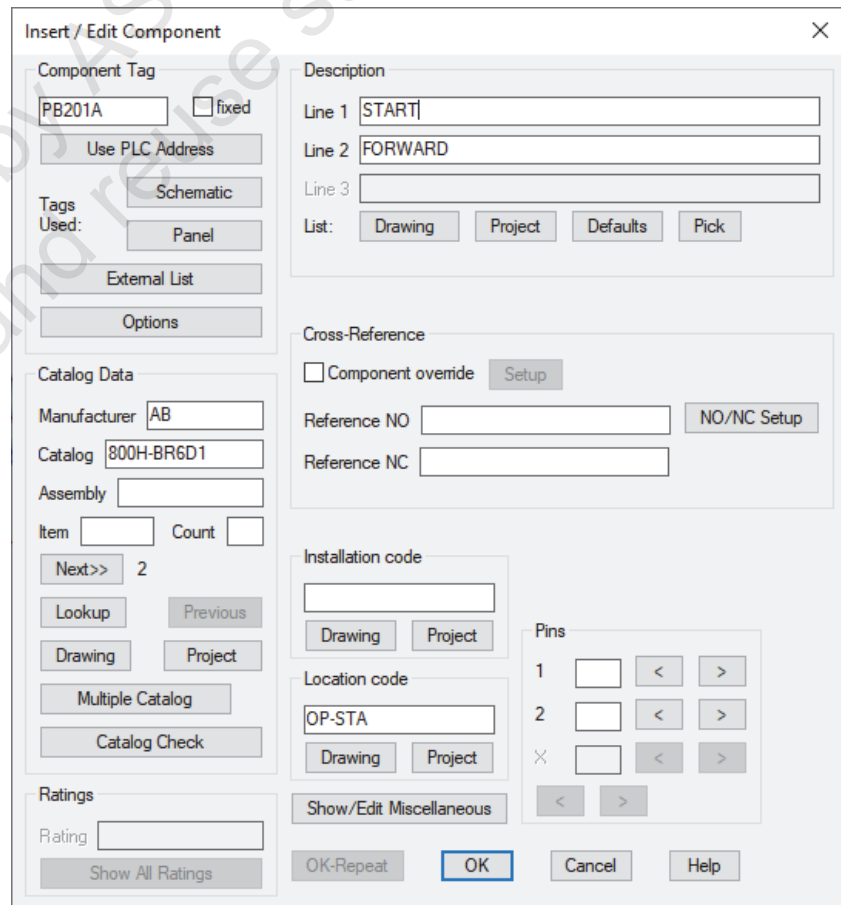 Insert / Edit Component
Component Tag
PB201A
fixed
Use PLC Address
Tags Used:
Schematic
Panel
External List
Options
Description
Line 1 START
Line 2 FORWARD
Line 3
List: Drawing Project Defaults Pick
Cross-Reference
Component override Setup
Reference NO NO/NC Setup
Reference NC
Catalog Data
Manufacturer AB
Catalog 800H-BR6D1
Assembly
Item Count
Next>> 2
Lookup Previous
Drawing Project
Multiple Catalog
Catalog Check
Ratings
Rating
Show All Ratings
Installation code
Drawing Project
Location code
OP-STA
Drawing Project
Show/Edit Miscellaneous
Pins
1 < >
2 < >
X < >
< >
OK-Repeat OK Cancel Help
by AS
and reuse